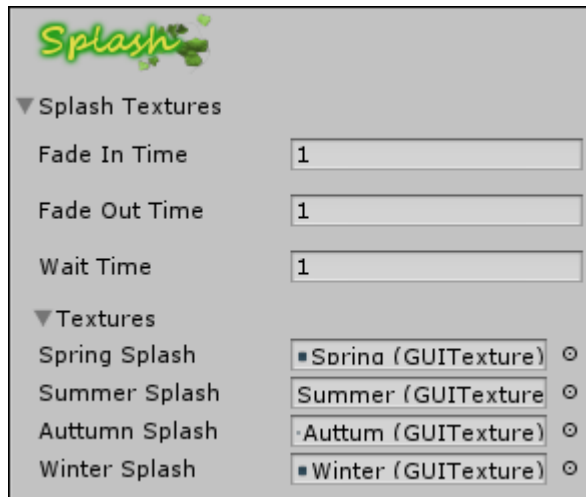 Splash
Splash Textures
Fade In Time 1
Fade Out Time 1
Wait Time 1
Textures
Spring Splash Spring (GUITexture)
Summer Splash Summer (GUITexture
Auttumn Splash Auttum (GUITexture)
Winter Splash Winter (GUITexture)